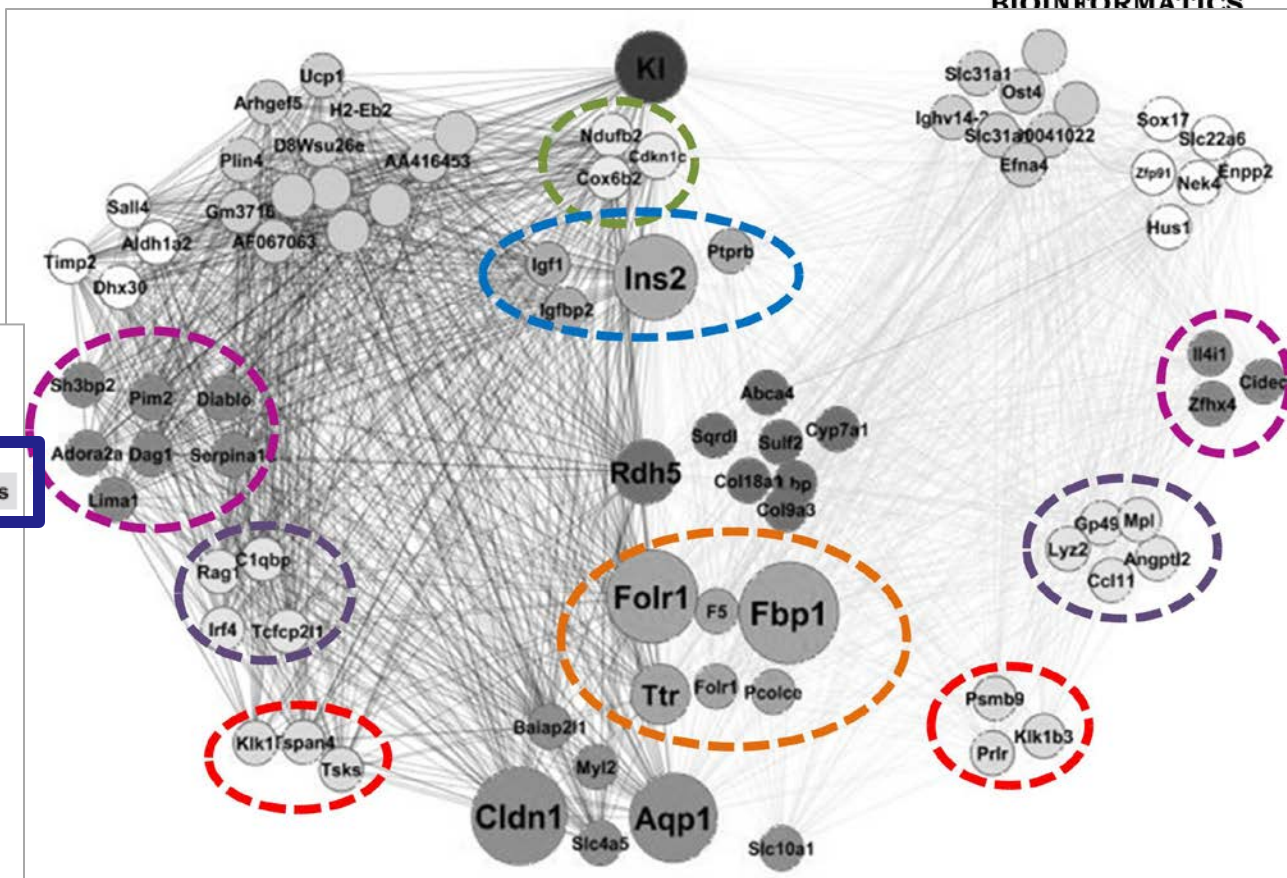 BIOINFORMATICS
Kl
Ucp1
Arhgef5
H2-Eb2
D8Wsu26e
Plin4
AA416453
Sall4
Gm3716
Aldh1a2
AF067063
Timp2
Dhx30
Ndufb2
Cdkn1c
Cox6b2
Slc31a1
Ost4
Efna4
Sox17
Slc22a6
Zfp91
Nek4
Enpp2
Hus1
Igf1
Ins2
Ptprb
Igfbp2
Sh3bp2
Pim2
Diablo
Adora2a
Dag1
Lima1
Il4i1
Cidec
Zfhx4
Abca4
Sqrdl
Sulf2
Cyp7a1
Rdh5
Col18a1
Col9a3
s
Rag1
C1qbp
Irf4
Tcfcp2l1
Gp49
Mpl
Lyz2
Angptl2
Ccl11
Folr1
F5
Fbp1
Ttr
Folr1
Pcolce
Klk1
Tspan4
Tsks
Psmb9
Klk1b3
Prlr
Baiap2l1
Myl2
Cldn1
Aqp1
Slc4a5
Slc10a1